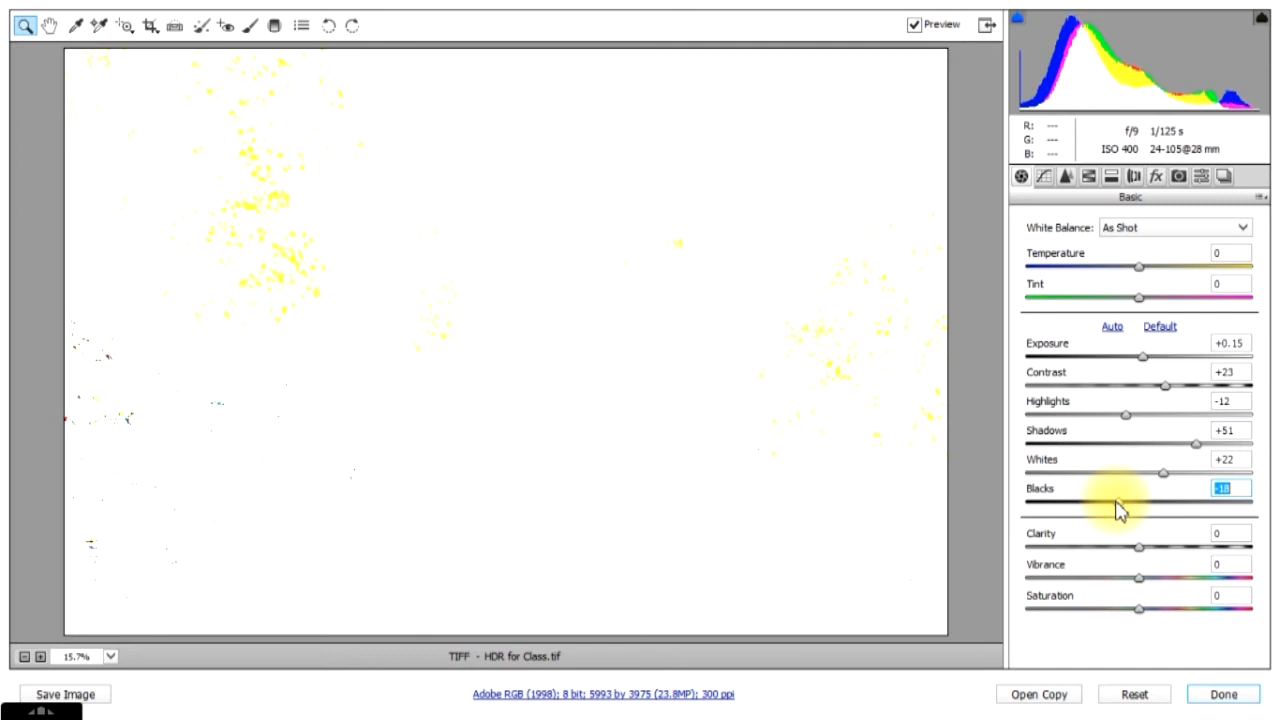 Preview
R: ---
G: ---
B: ---
f/9 1/125 s
ISO 400 24-105@28 mm
fx
Basic
White Balance: As Shot
Temperature 0
Tint 0
Auto Default
Exposure +0.15
Contrast +23
Highlights -12
Shadows +51
Whites +22
Blacks -18
Clarity 0
Vibrance 0
Saturation 0
15.7%
TIFF - HDR for Class.tif
Save Image
Adobe RGB (1998); 8 bit; 5993 by 3975 (23.8MP); 300 ppi
Open Copy
Reset
Done